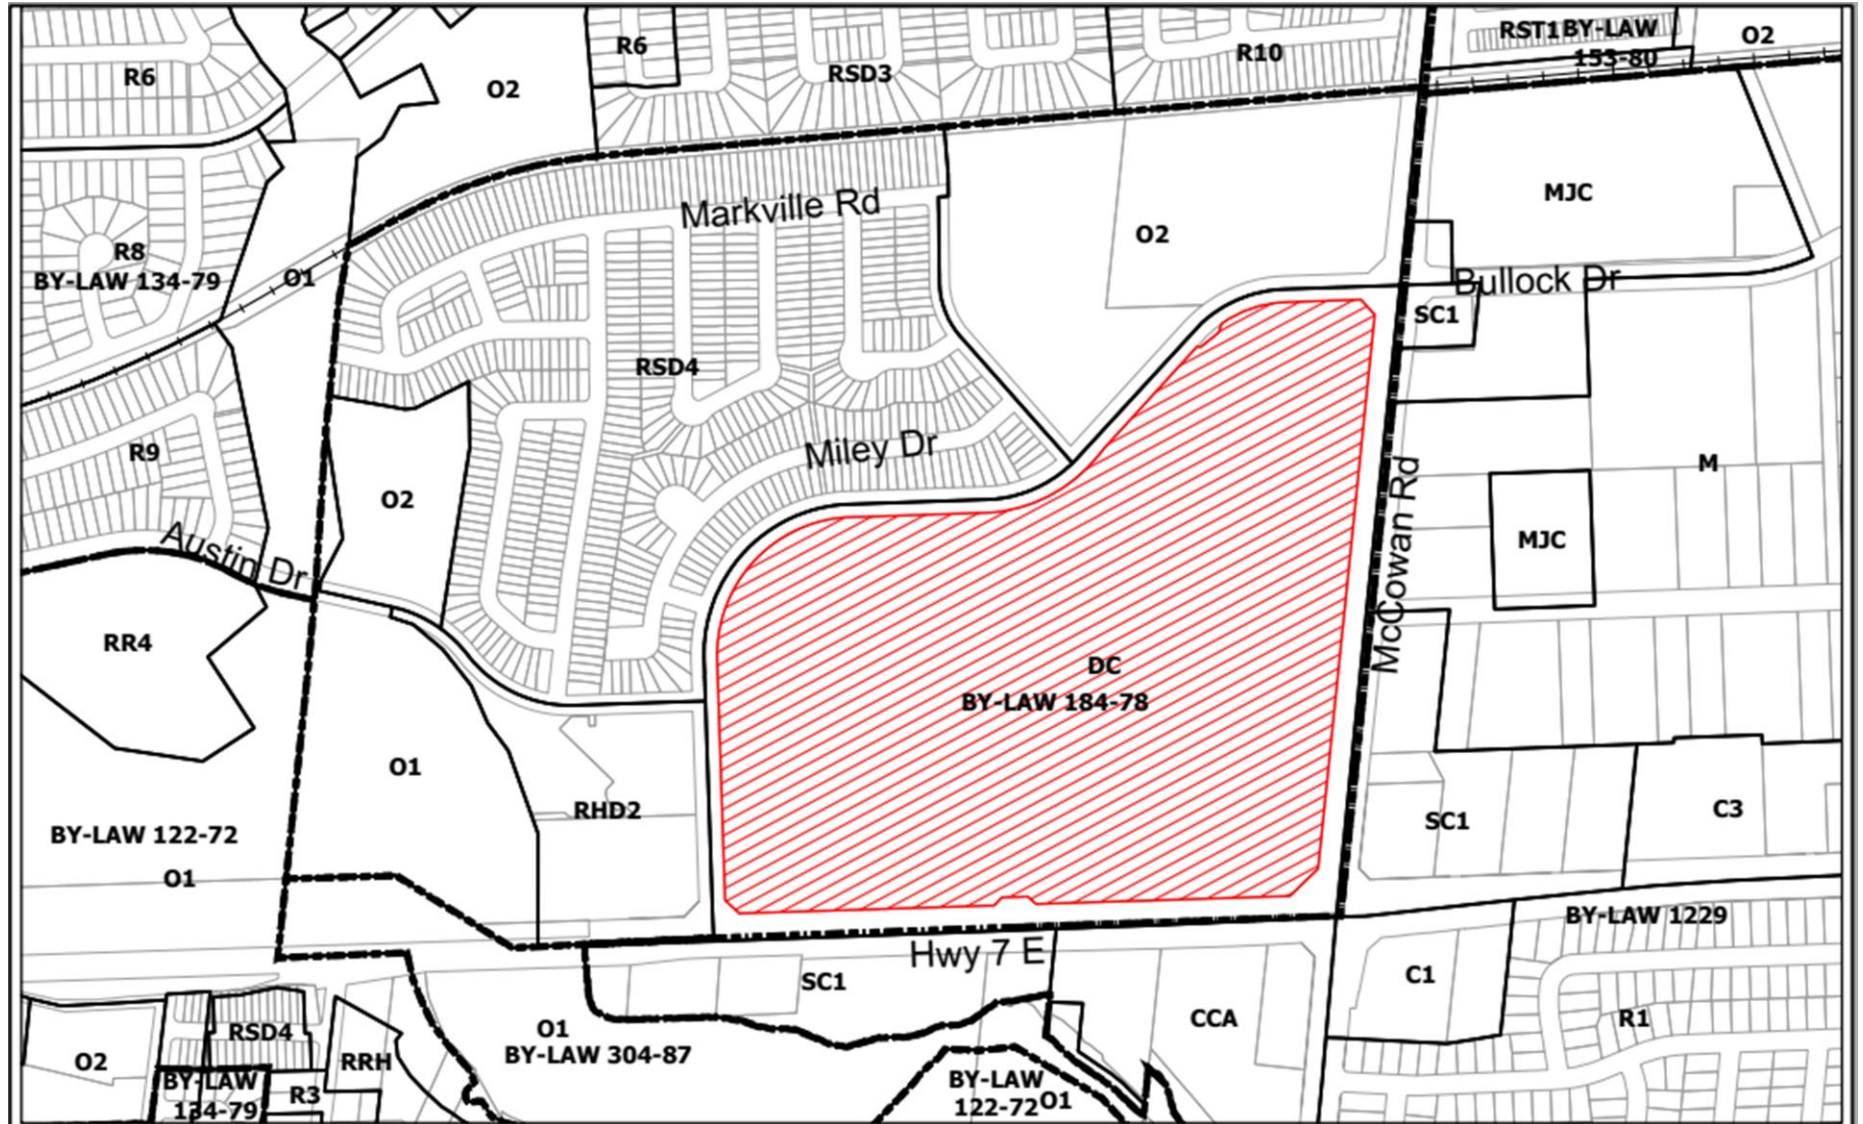 R6
RSD3
R10
RST1
BY-LAW
153-80
O2
R6
O2
MJC
Markville Rd
O2
R8
BY-LAW 134-79
O1
Bullock Dr
SC1
RSD4
R9
Miley Dr
M
O2
McCowan Rd
MJC
Austin Dr
RR4
DC
BY-LAW 184-78
O1
RHD2
SC1
C3
BY-LAW 122-72
O1
BY-LAW 1229
Hwy 7 E
SC1
C1
CCA
R1
RSD4
O1
BY-LAW 304-87
O2
RRH
BY-LAW
134-79
R3
BY-LAW
122-72
O1